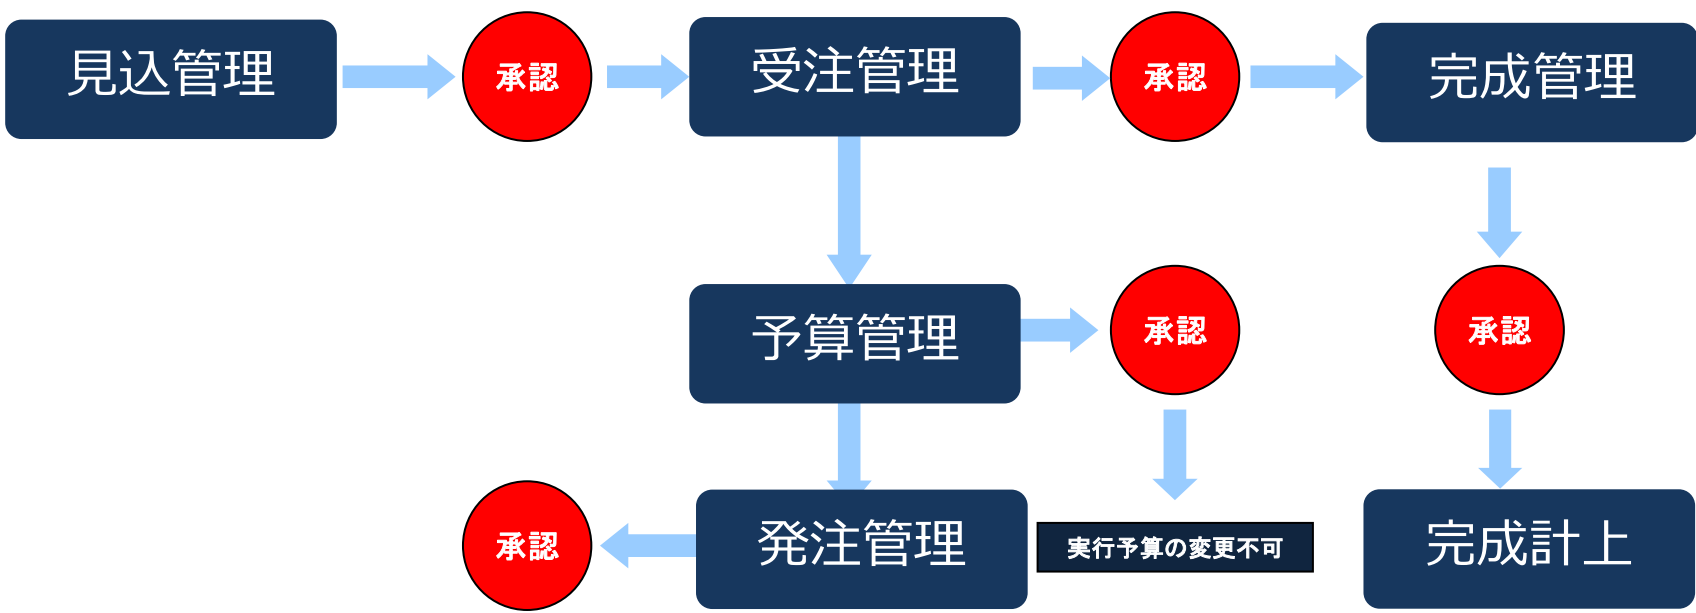 見込管理
承認
受注管理
承認
完成管理
予算管理
承認
承認
承認
発注管理
実行予算の変更不可
完成計上